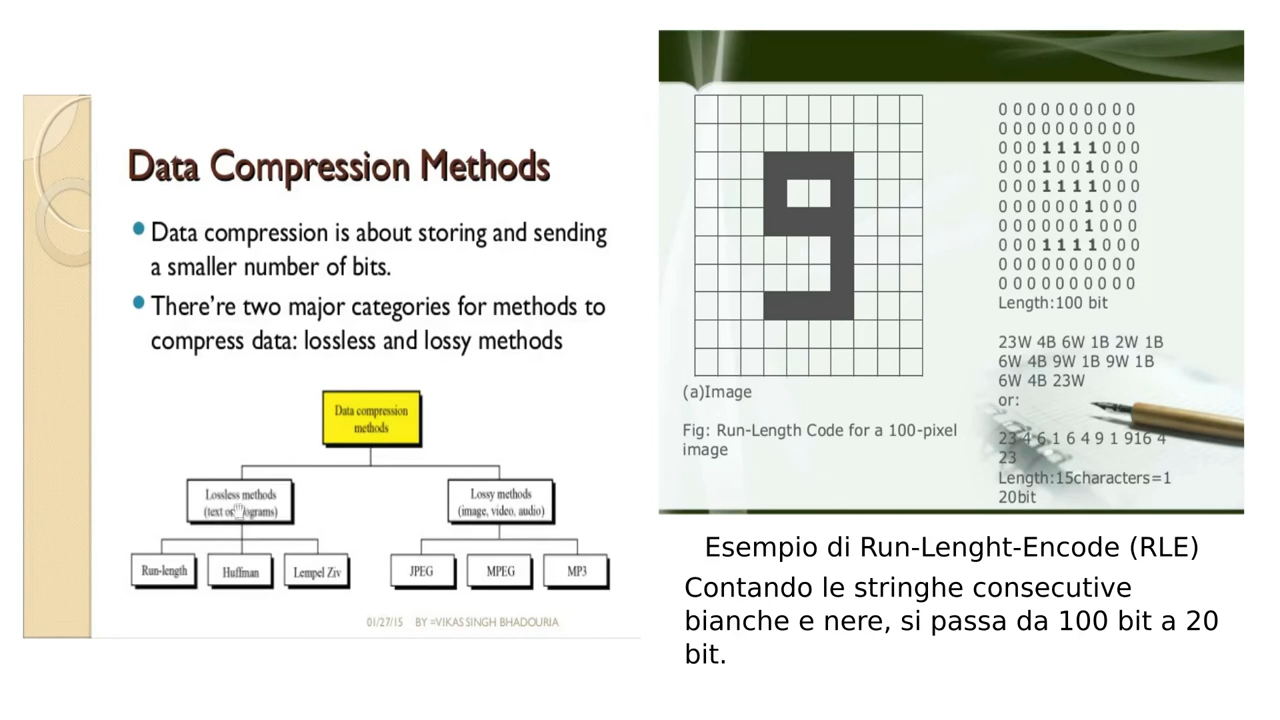 Data Compression Methods
Data compression is about storing and sending
a smaller number of bits.
There're two major categories for methods to
compress data: lossless and lossy methods
Data compression
methods
Lossless methods
(text or programs)
Lossy methods
(image, video, audio)
Run-length
Huffman
Lempel Ziv
JPEG
MPEG
MP3
01/27/15 BY =VIKAS SINGH BHADOURIA
(a)Image
Fig: Run-Length Code for a 100-pixel
image
0 0 0 0 0 0 0 0 0 0
0 0 0 0 0 0 0 0 0 0
0 0 0 1 1 1 1 0 0 0
0 0 0 1 0 0 1 0 0 0
0 0 0 1 1 1 1 0 0 0
0 0 0 0 0 0 1 0 0 0
0 0 0 0 0 0 1 0 0 0
0 0 0 1 1 1 1 0 0 0
0 0 0 0 0 0 0 0 0 0
0 0 0 0 0 0 0 0 0 0
Length:100 bit
23W 4B 6W 1B 2W 1B
6W 4B 9W 1B 9W 1B
6W 4B 23W
or:
23 4 6 1 6 4 9 1 916 4
23
Length:15characters=1
20bit
Esempio di Run-Lenght-Encode (RLE)
Contando le stringhe consecutive
bianche e nere, si passa da 100 bit a 20
bit.